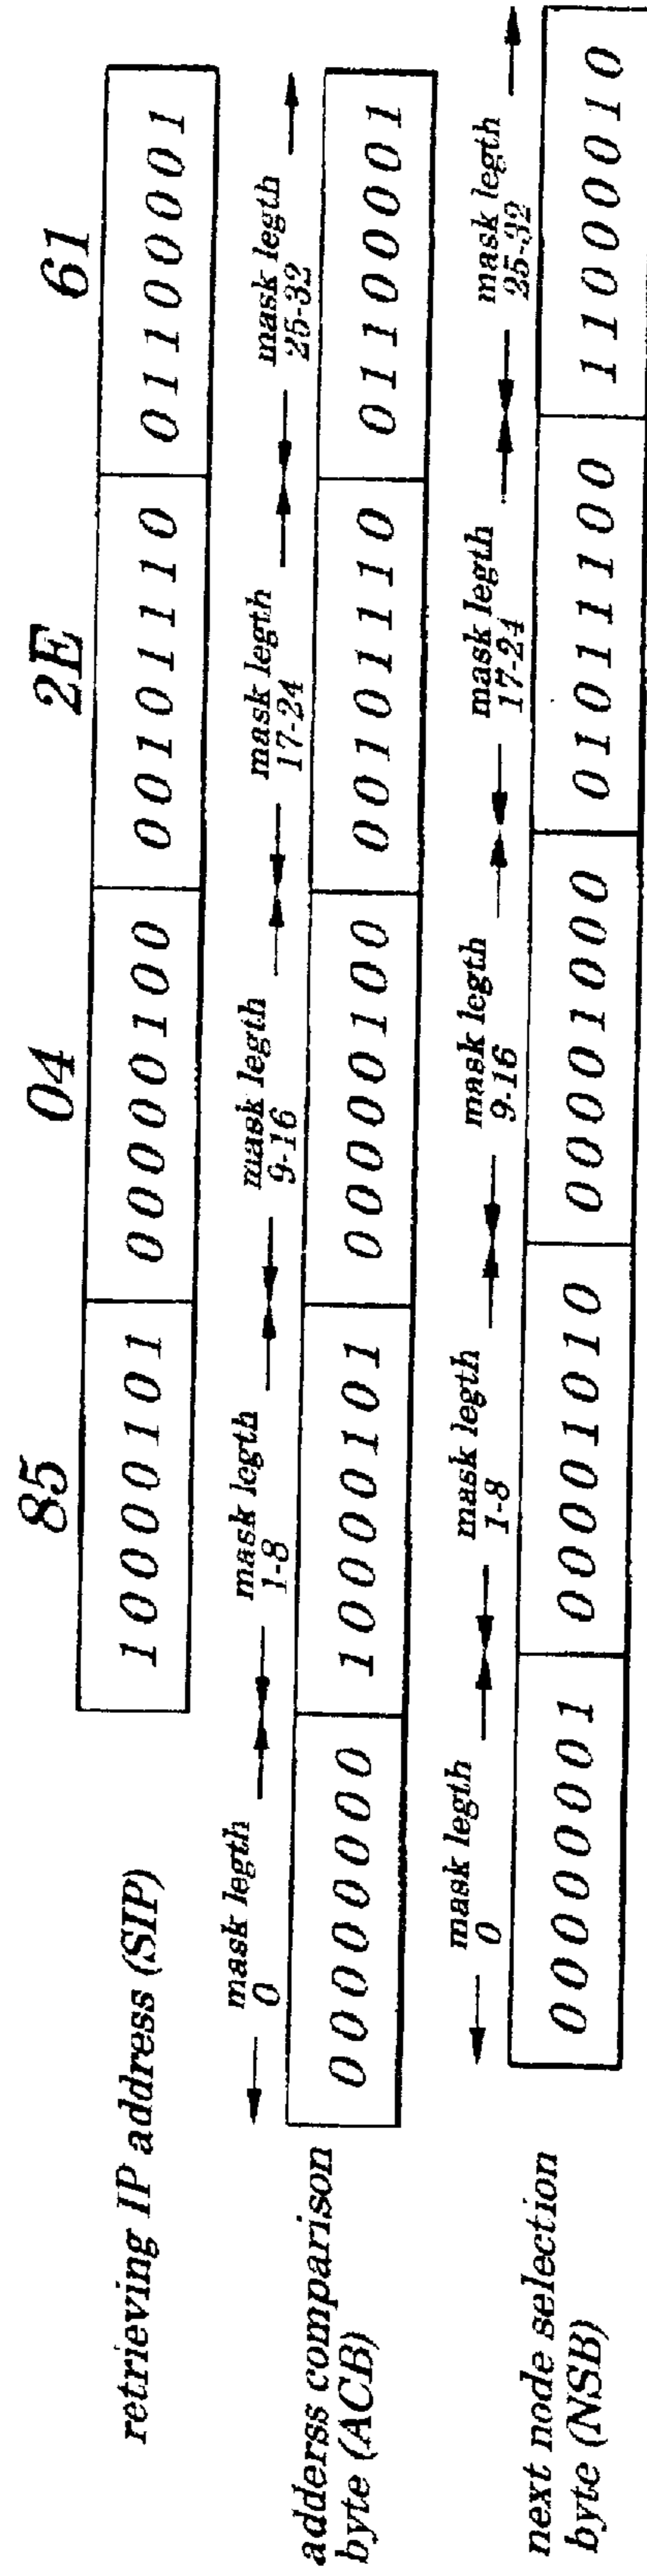 85 04 2E 61
retrieving IP address (SIP)
10000101 00000100 00101110 01100001
mask legth 0
mask legth 1-8
mask legth 9-16
mask legth 17-24
mask legth 25-32
adderss comparison
byte (ACB)
00000000 10000101 00000100 00101110 01100001
mask legth 0
mask legth 1-8
mask legth 9-16
mask legth 17-24
mask legth 25-32
next node selection
byte (NSB)
00000001 00001010 00001000 01011100 11000010